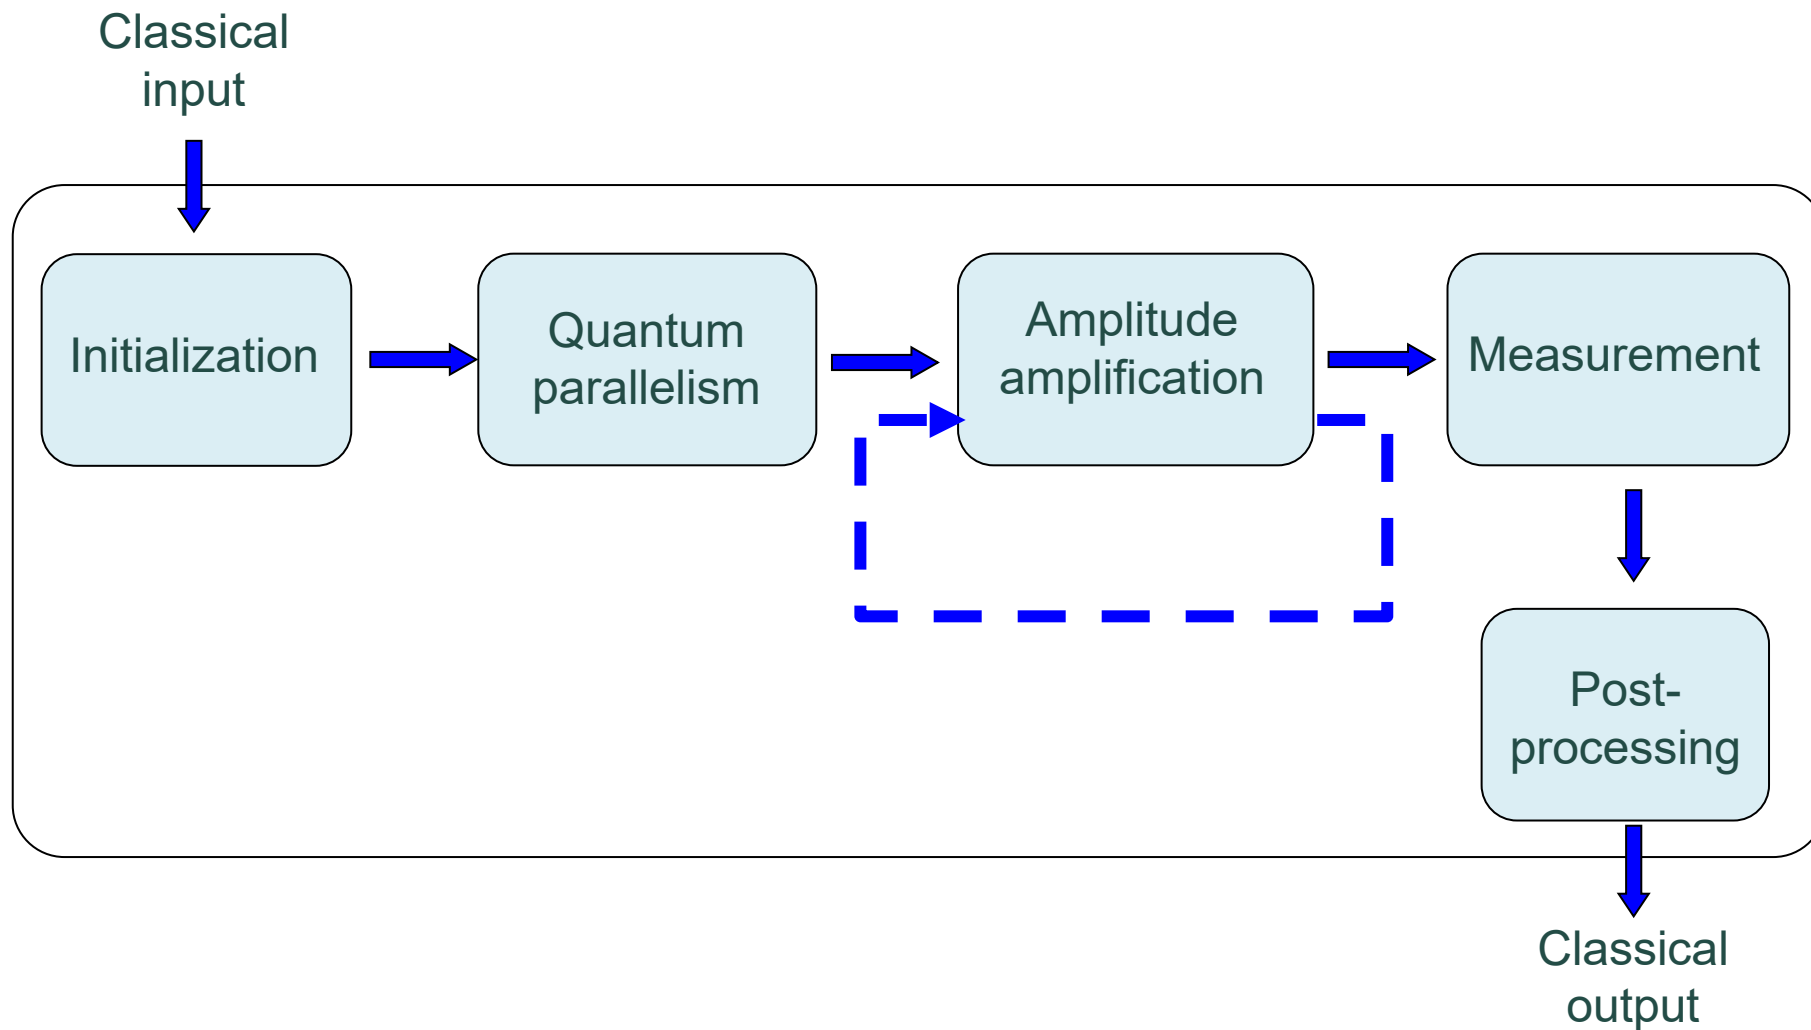 Classical
input
Initialization
Quantum
parallelism
Amplitude
amplification
Measurement
Post-
processing
Classical
output